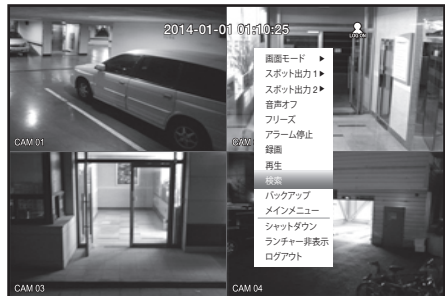 2014-01-01 01:10:25
LOG ON
画面モード ▶
スポット出力 1 ▶
スポット出力 2 ▶
音声オフ
フリーズ
アラーム停止
録画
再生
検索
バックアップ
メインメニュー
シャットダウン
ランチャー非表示
ログアウト
CAM 01
CAM
CAM 03
CAM 04